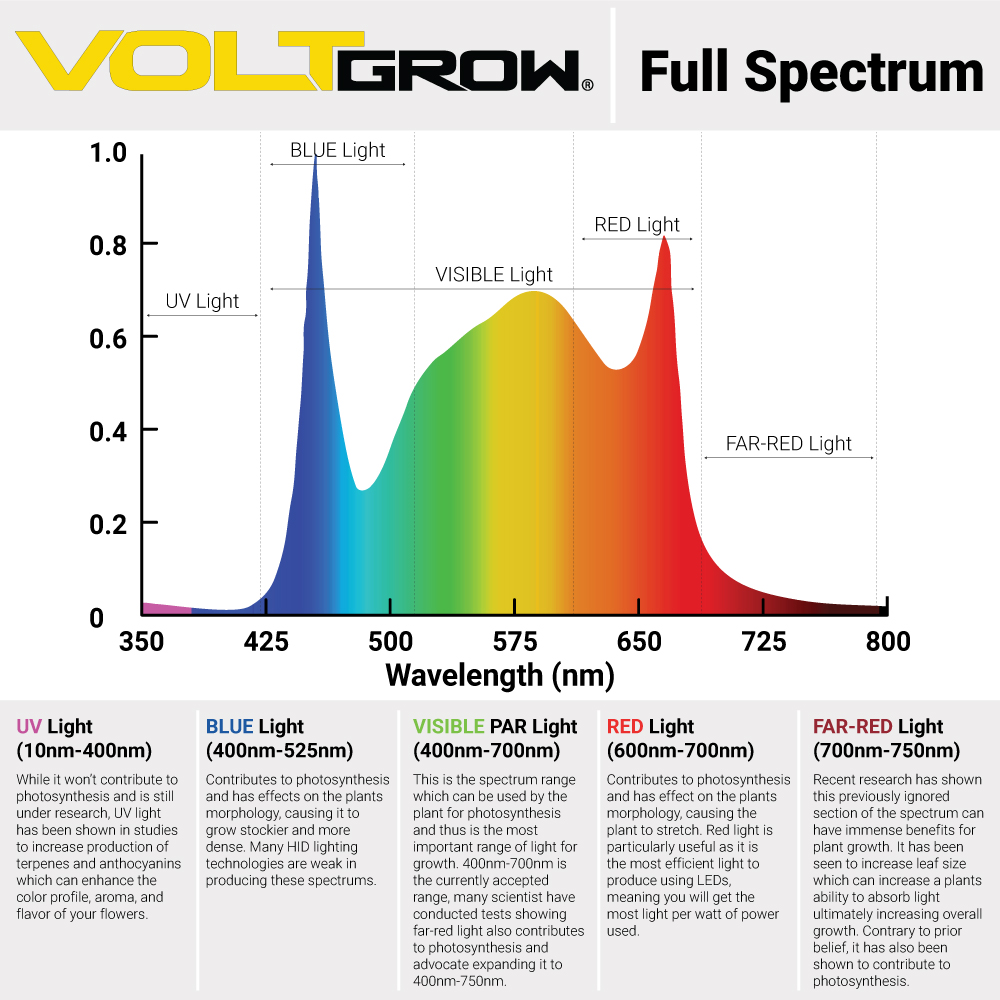 VOLTGROW® Full Spectrum
1.0
BLUE Light
0.8
RED Light
VISIBLE Light
UV Light
0.6
0.4
FAR-RED Light
0.2
0
350 425 500 575 650 725 800
Wavelength (nm)
UV Light
(10nm-400nm)
While it won't contribute to
photosynthesis and is still
under research, UV light
has been shown in studies
to increase production of
terpenes and anthocyanins
which can enhance the
color profile, aroma, and
flavor of your flowers.
BLUE Light
(400nm-525nm)
Contributes to photosynthesis
and has effects on the plants
morphology, causing it to
grow stockier and more
dense. Many HID lighting
technologies are weak in
producing these spectrums.
VISIBLE PAR Light
(400nm-700nm)
This is the spectrum range
which can be used by the
plant for photosynthesis
and thus is the most
important range of light for
growth. 400nm-700nm is
the currently accepted
range, many scientist have
conducted tests showing
far-red light also contributes
to photosynthesis and
advocate expanding it to
400nm-750nm.
RED Light
(600nm-700nm)
Contributes to photosynthesis
and has effect on the plants
morphology, causing the
plant to stretch. Red light is
particularly useful as it is
the most efficient light to
produce using LEDs,
meaning you will get the
most light per watt of power
used.
FAR-RED Light
(700nm-750nm)
Recent research has shown
this previously ignored
section of the spectrum can
have immense benefits for
plant growth. It has been
seen to increase leaf size
which can increase a plants
ability to absorb light
ultimately increasing overall
growth. Contrary to prior
belief, it has also been
shown to contribute to
photosynthesis.